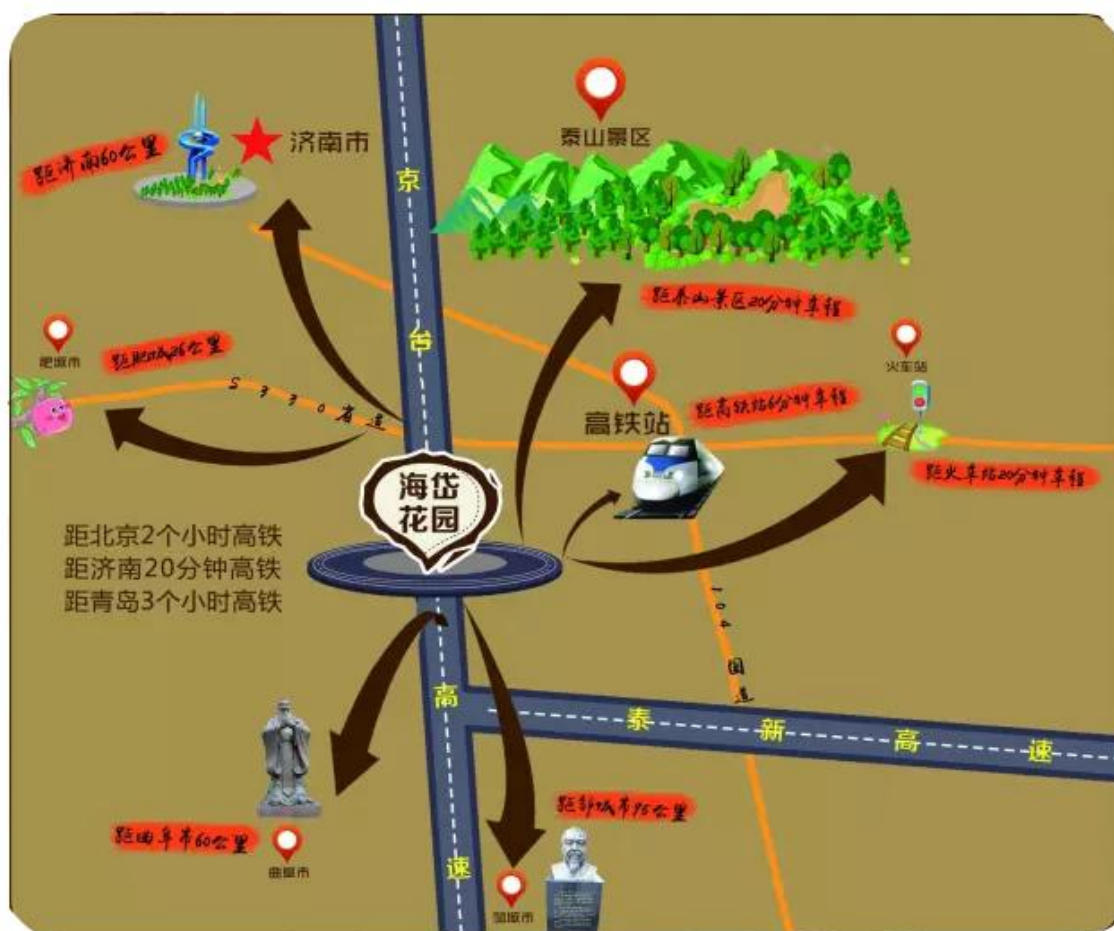 泰山景区
济南市
距济南60公里
京
台
高
速
距泰山景区20分钟车程
肥城市
距肥城26公里
S330省道
火车站
高铁站
距高铁站6分钟车程
距火车站20分钟车程
海岱
花园
距北京2个小时高铁
距济南20分钟高铁
距青岛3个小时高铁
104国道
泰新高速
距邹城市95公里
距曲阜市60公里
曲阜市
邹城市